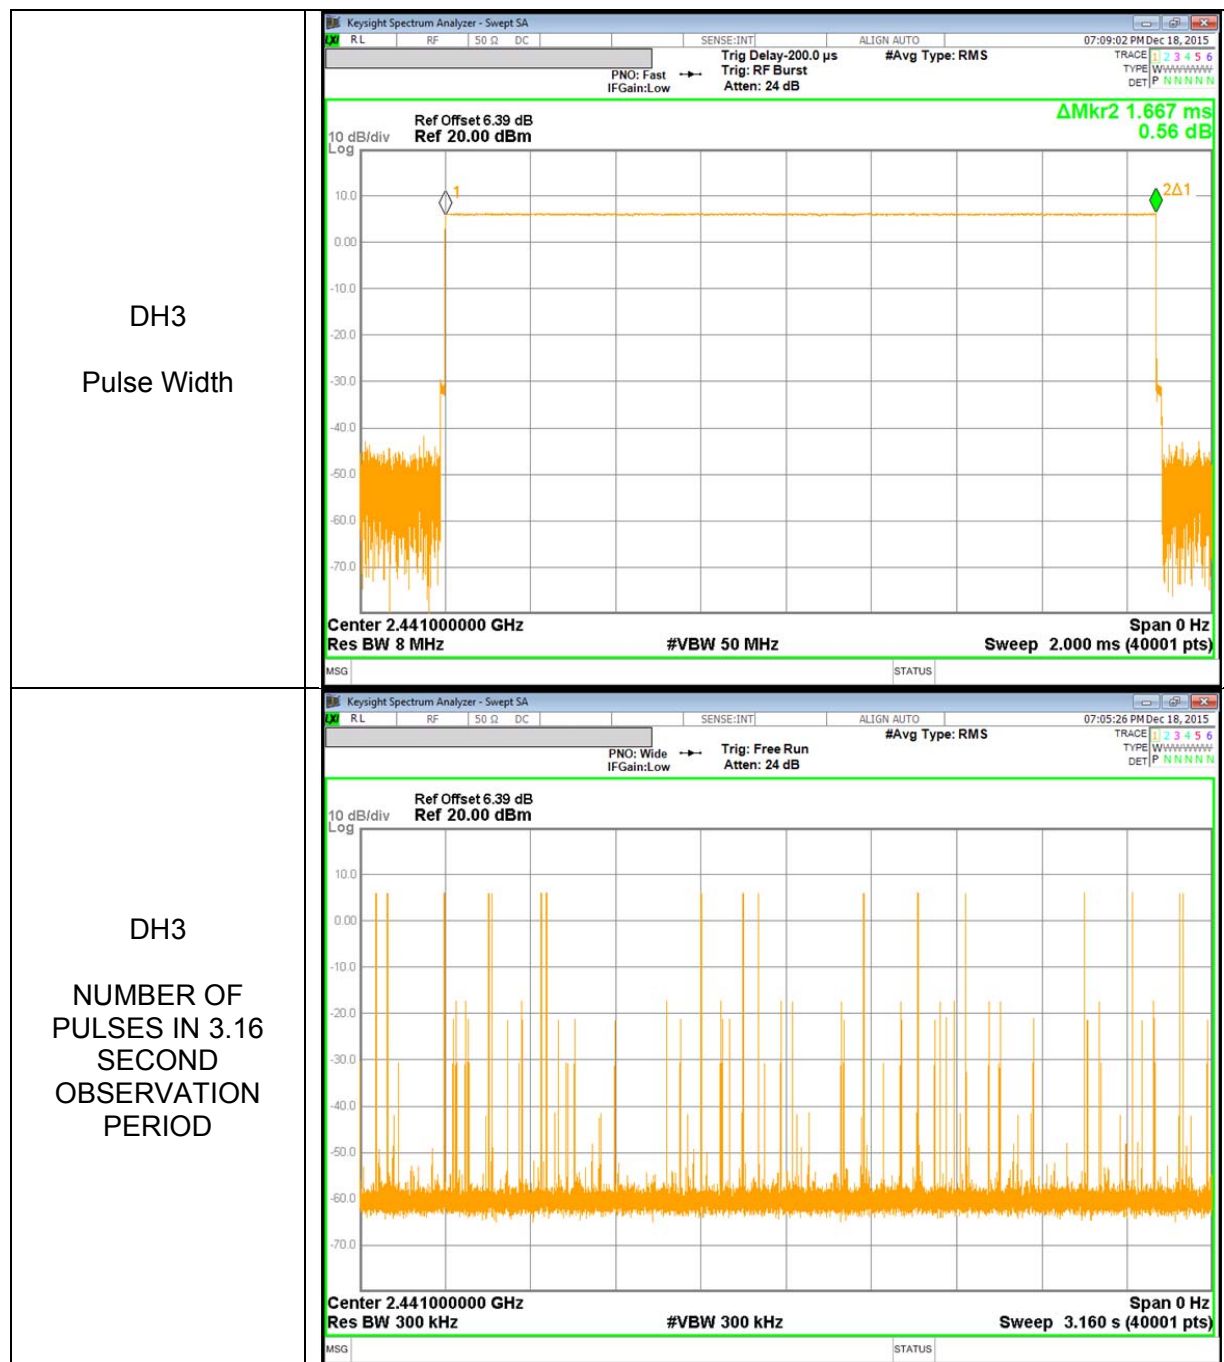 DH3
Pulse Width
Keysight Spectrum Analyzer - Swept SA
LXI RL RF 50 Ω DC SENSE:INT ALIGN AUTO 07:09:02 PM Dec 18, 2015
Trig Delay-200.0 µs #Avg Type: RMS TRACE 1 2 3 4 5 6
PNO: Fast Trig: RF Burst TYPE WWWWWWW
IFGain:Low Atten: 24 dB DET P N N N N N
ΔMkr2 1.667 ms
0.56 dB
Ref Offset 6.39 dB
10 dB/div Ref 20.00 dBm
Log
1
2Δ1
10.0
0.00
-10.0
-20.0
-30.0
-40.0
-50.0
-60.0
-70.0
Center 2.441000000 GHz Span 0 Hz
Res BW 8 MHz #VBW 50 MHz Sweep 2.000 ms (40001 pts)
MSG STATUS
DH3
NUMBER OF
PULSES IN 3.16
SECOND
OBSERVATION
PERIOD
Keysight Spectrum Analyzer - Swept SA
LXI RL RF 50 Ω DC SENSE:INT ALIGN AUTO 07:05:26 PM Dec 18, 2015
#Avg Type: RMS TRACE 1 2 3 4 5 6
PNO: Wide Trig: Free Run TYPE WWWWWWW
IFGain:Low Atten: 24 dB DET P N N N N N
Ref Offset 6.39 dB
10 dB/div Ref 20.00 dBm
Log
10.0
0.00
-10.0
-20.0
-30.0
-40.0
-50.0
-60.0
-70.0
Center 2.441000000 GHz Span 0 Hz
Res BW 300 kHz #VBW 300 kHz Sweep 3.160 s (40001 pts)
MSG STATUS